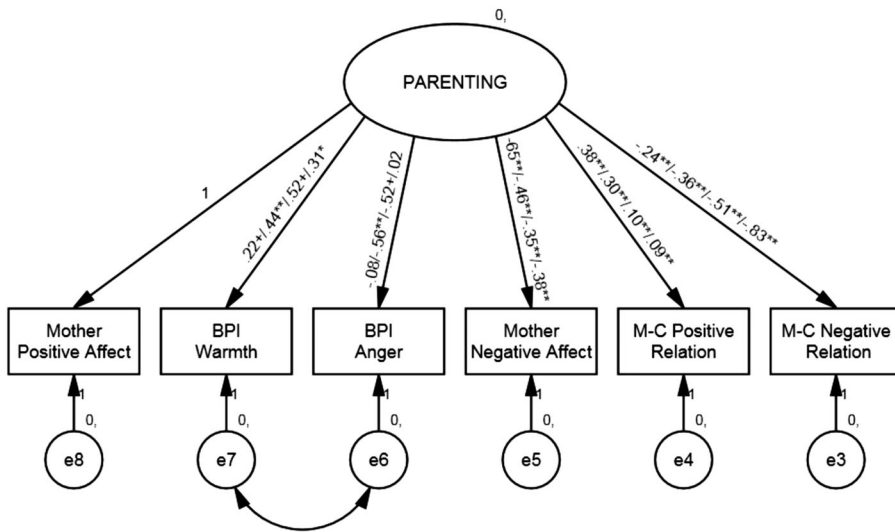 0,
PARENTING
1
.22+/.44**/.52+/.31*
-.08/-.56**/-.52+/.02
-65**/-.46**/-.35**/-.38**
.38**/.30**/.10**/.09**
-.24**/-.36**/-.51**/-.83**
Mother
Positive Affect
BPI
Warmth
BPI
Anger
Mother
Negative Affect
M-C Positive
Relation
M-C Negative
Relation
1
1
1
1
1
1
0,
0,
0,
0,
0,
0,
e8
e7
e6
e5
e4
e3